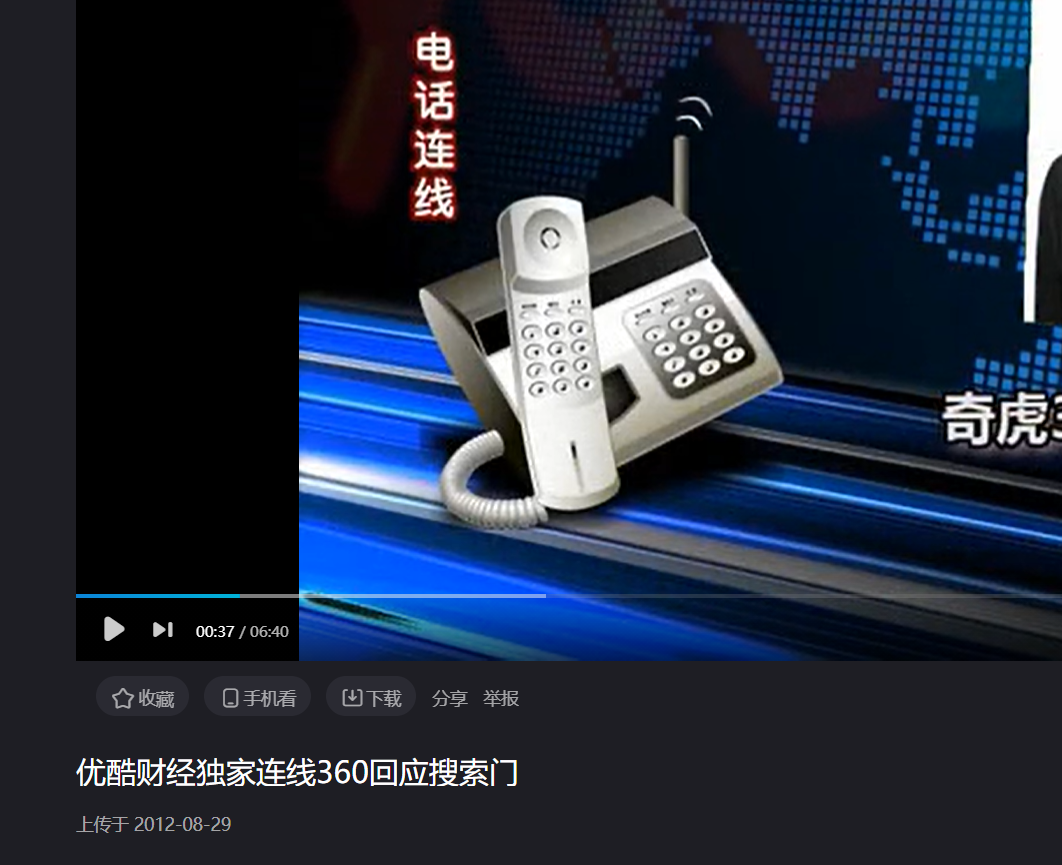 电话连线
奇虎3
00:37 / 06:40
收藏 手机看 下载 分享 举报
优酷财经独家连线360回应搜索门
上传于 2012-08-29